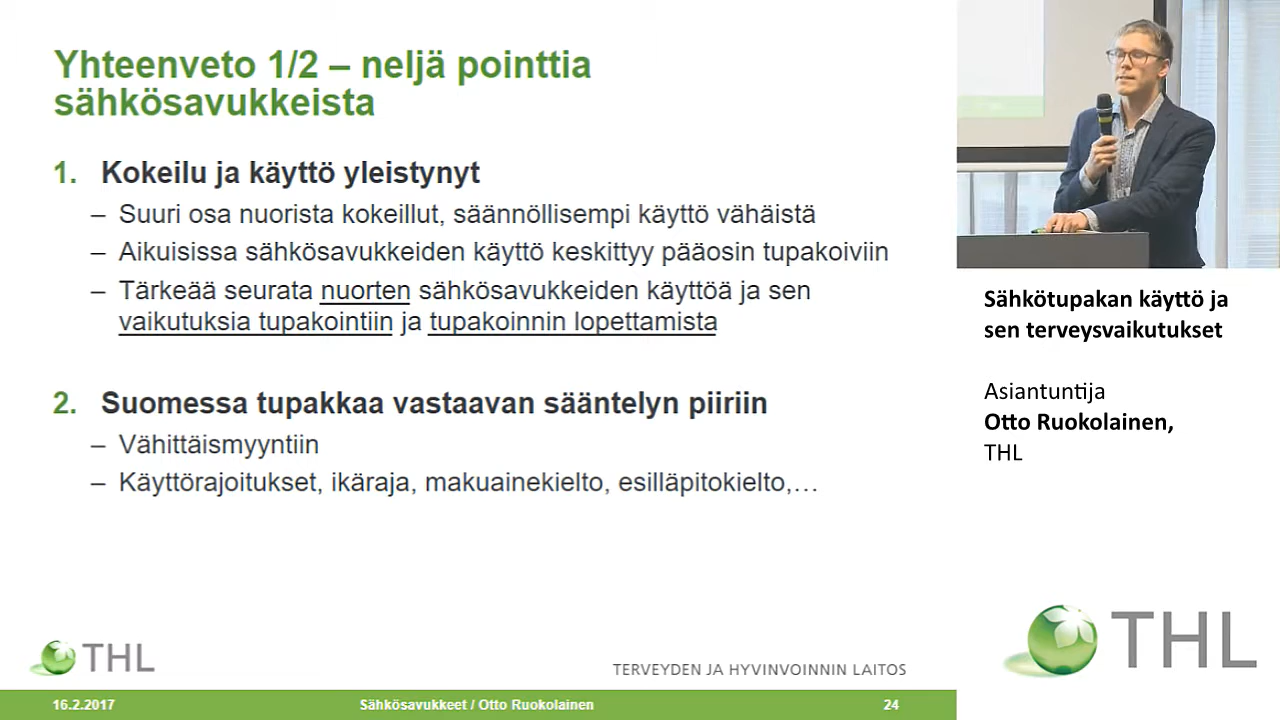 Yhteenveto 1/2 – neljä pointtia
sähkösavukkeista
1. Kokeilu ja käyttö yleistynyt
– Suuri osa nuorista kokeillut, säännöllisempi käyttö vähäistä
– Aikuisissa sähkösavukkeiden käyttö keskittyy pääosin tupakoiviin
– Tärkeää seurata nuorten sähkösavukkeiden käyttöä ja sen
vaikutuksia tupakointiin ja tupakoinnin lopettamista
2. Suomessa tupakkaa vastaavan sääntelyn piiriin
– Vähittäismyyntiin
– Käyttörajoitukset, ikäraja, makuainekielto, esilläpitokielto,…
THL
TERVEYDEN JA HYVINVOINNIN LAITOS
16.2.2017 Sähkösavukkeet / Otto Ruokolainen 24
Sähkötupakan käyttö ja
sen terveysvaikutukset
Asiantuntija
Otto Ruokolainen,
THL
THL